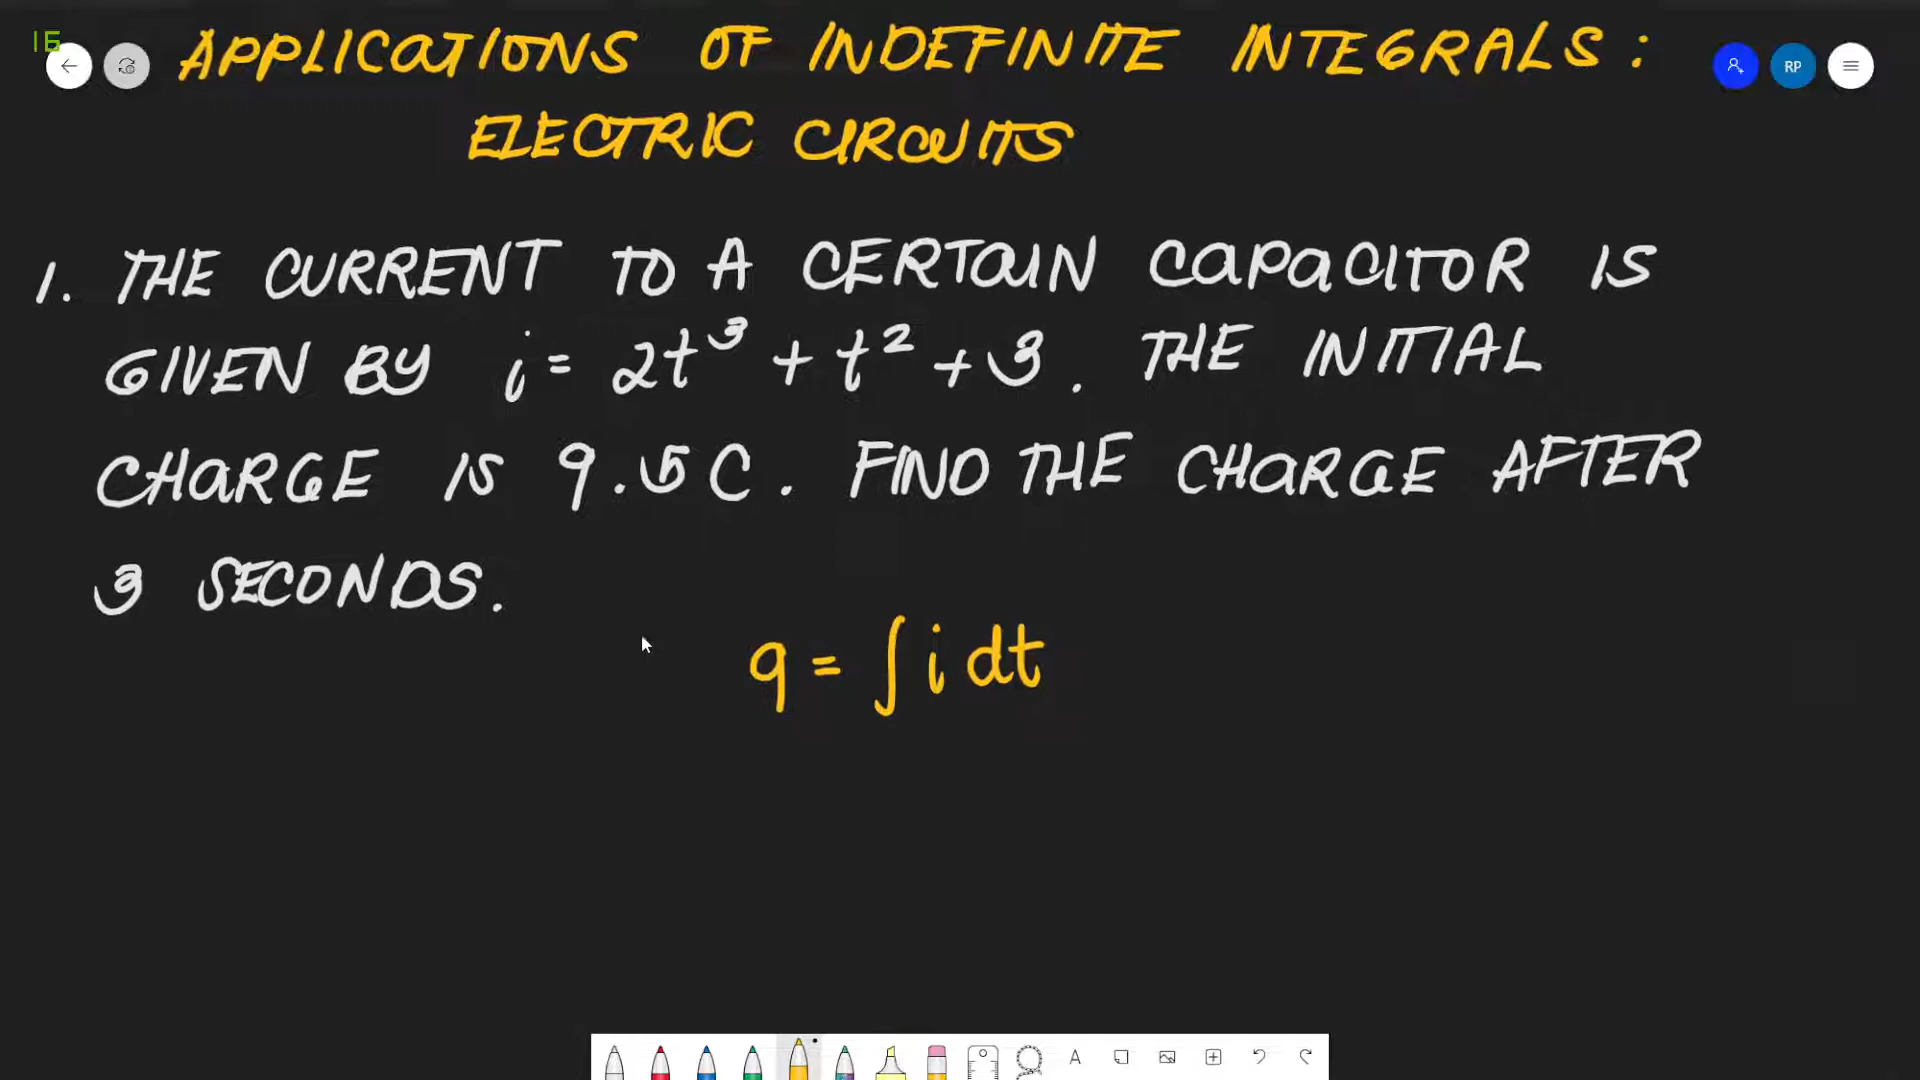 16
APPLICATIONS OF INDEFINITE INTEGRALS:
RP
ELECTRIC CIRCUITS
1. THE CURRENT TO A CERTAIN CAPACITOR IS
GIVEN BY i = 2t³ + t² + 3. THE INITIAL
CHARGE IS 9.5 C. FIND THE CHARGE AFTER
3 SECONDS.
q = ∫ i dt
A